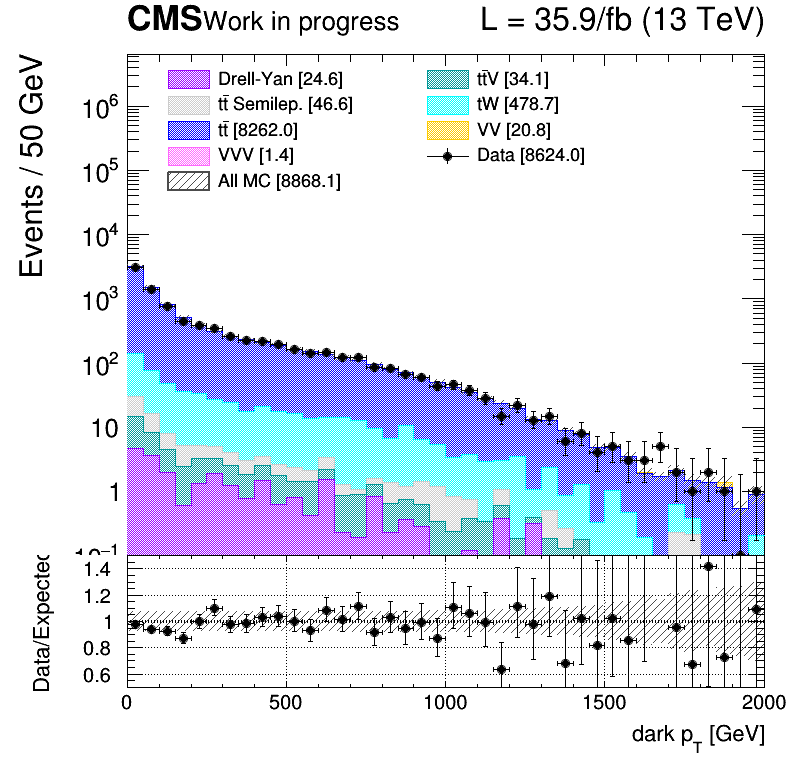 CMS Work in progress L = 35.9/fb (13 TeV)
Events / 50 GeV
Drell-Yan [24.6]
tt̄ Semilep. [46.6]
tt̄ [8262.0]
VVV [1.4]
All MC [8868.1]
tt̄V [34.1]
tW [478.7]
VV [20.8]
Data [8624.0]
10⁶
10⁵
10⁴
10³
10²
10
1
10⁻¹
Data/Expected
1.4
1.2
1
0.8
0.6
0 500 1000 1500 2000
dark p_T [GeV]